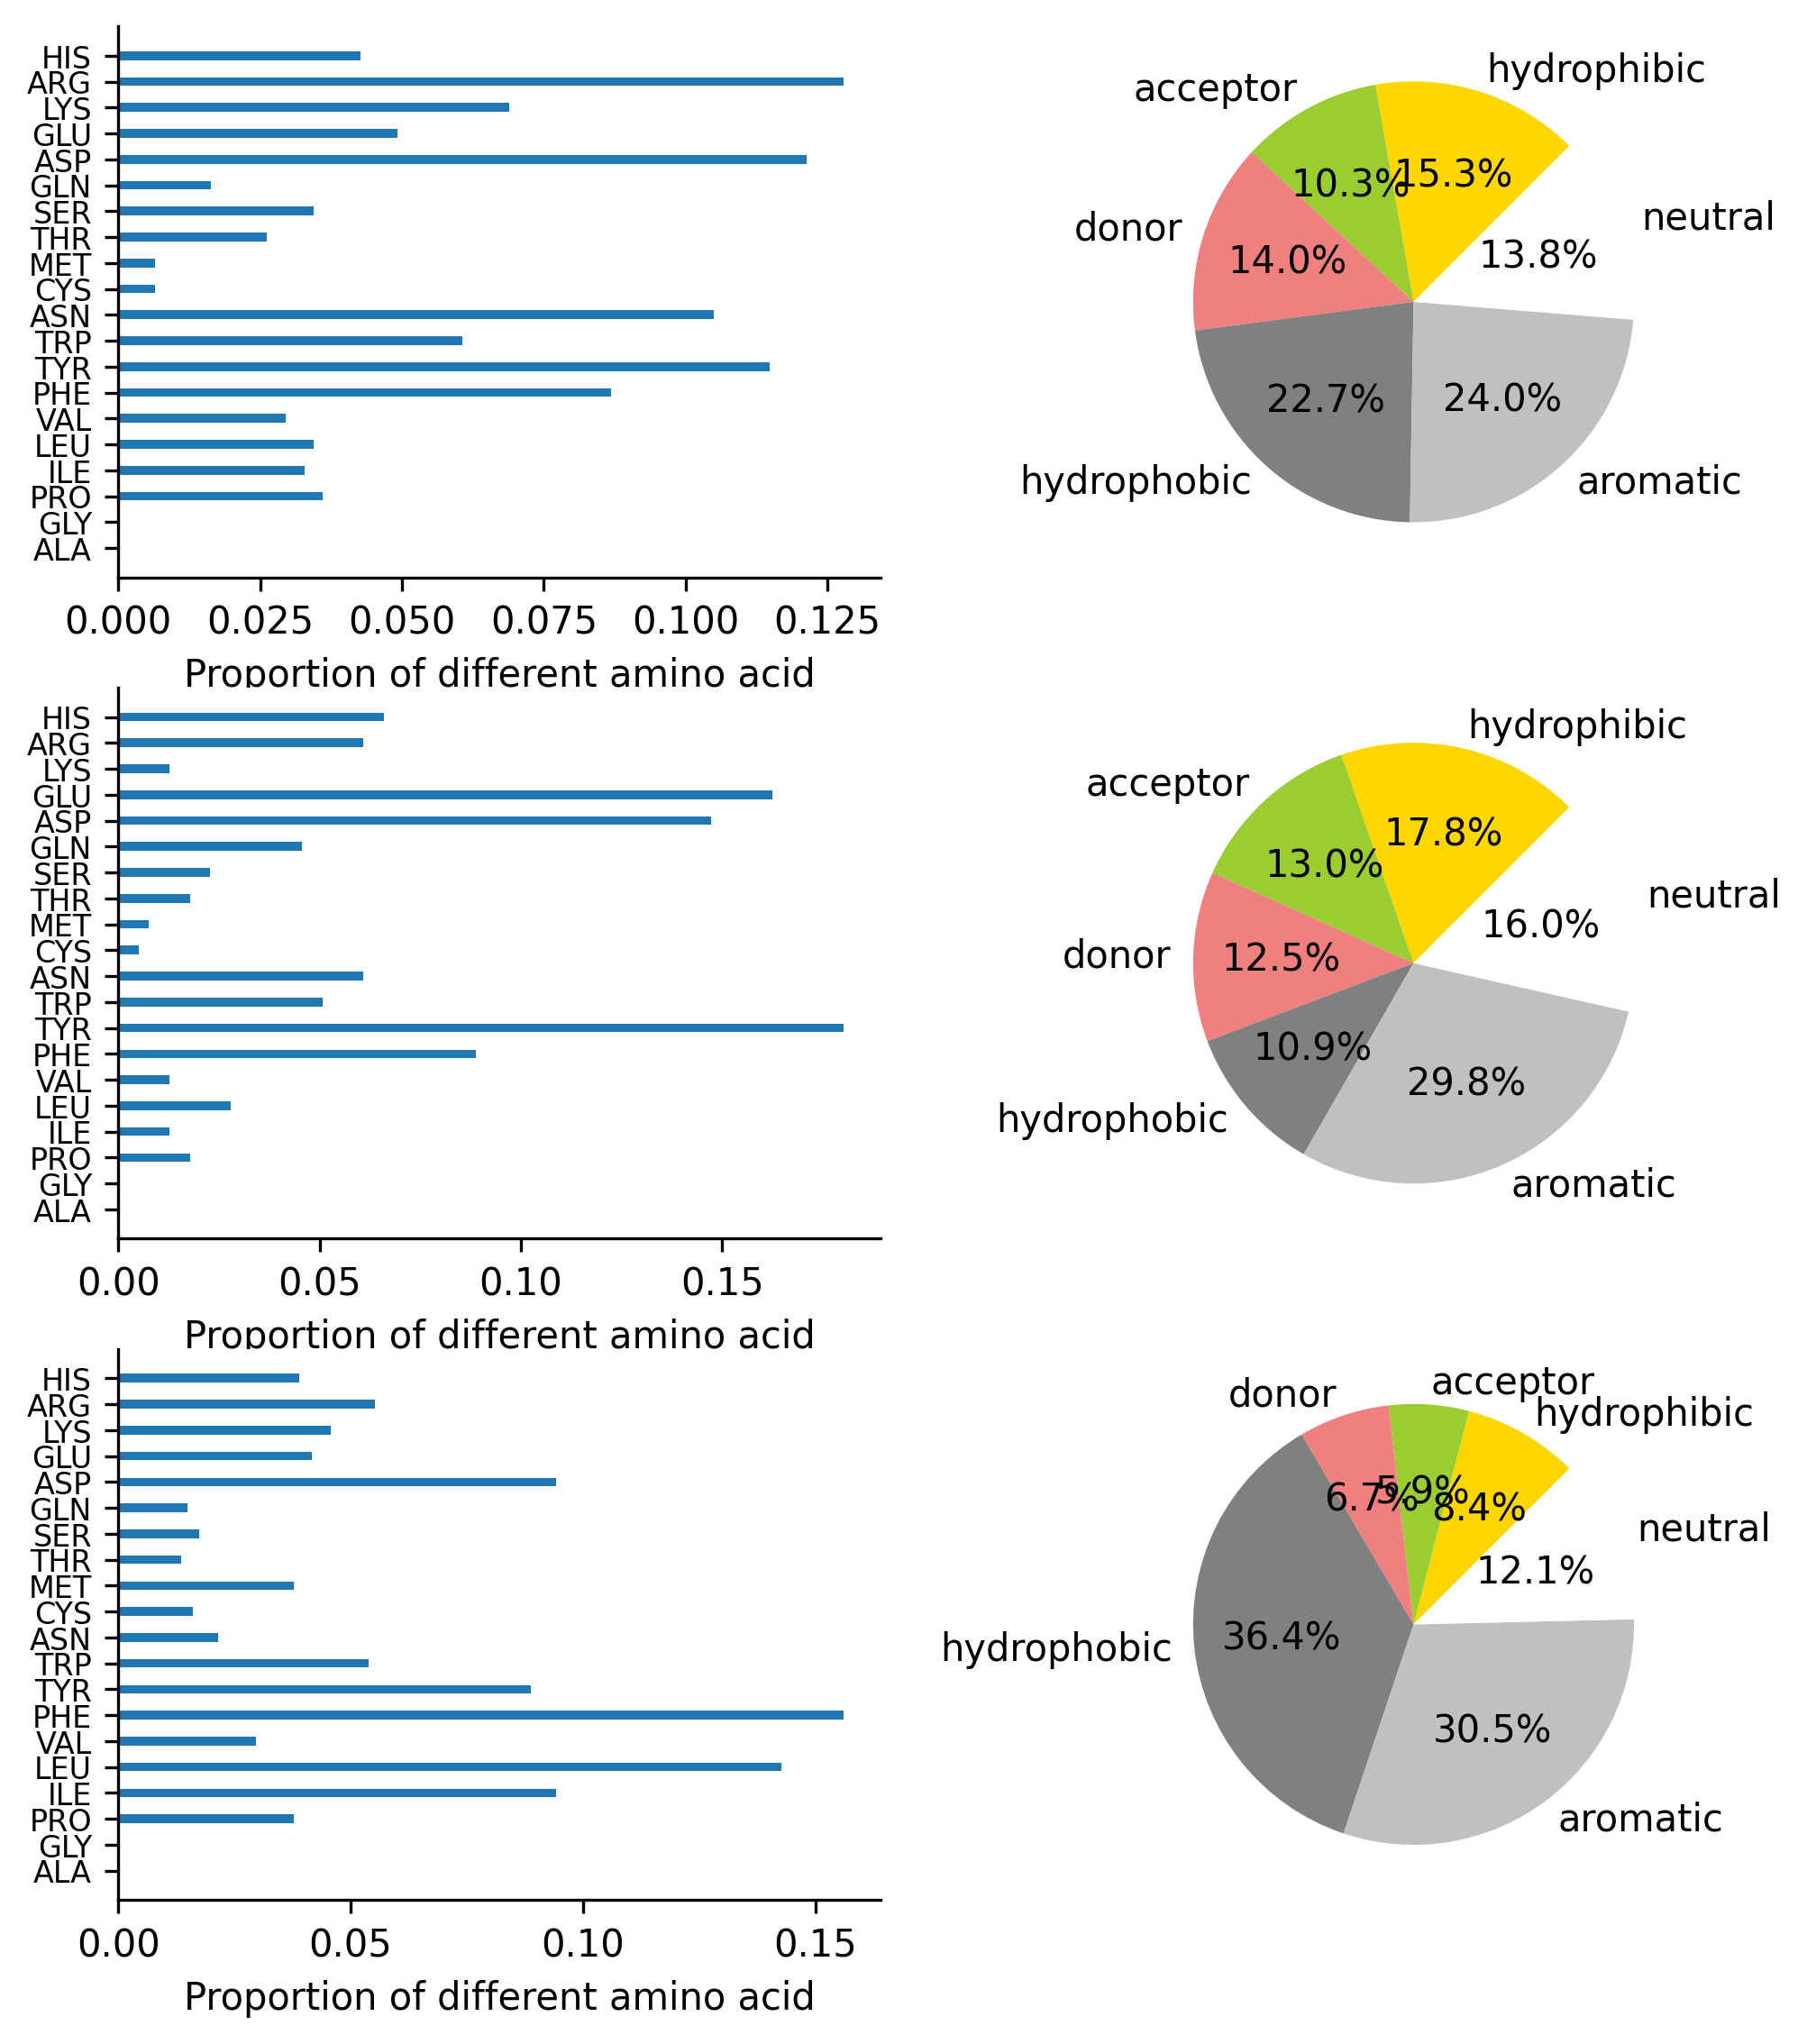 HIS
ARG
LYS
GLU
ASP
GLN
SER
THR
MET
CYS
ASN
TRP
TYR
PHE
VAL
LEU
ILE
PRO
GLY
ALA
0.000 0.025 0.050 0.075 0.100 0.125
Proportion of different amino acid
hydrophibic
acceptor
15.3%
10.3%
neutral
donor
13.8%
14.0%
22.7%
24.0%
hydrophobic
aromatic
HIS
ARG
LYS
GLU
ASP
GLN
SER
THR
MET
CYS
ASN
TRP
TYR
PHE
VAL
LEU
ILE
PRO
GLY
ALA
0.00 0.05 0.10 0.15
Proportion of different amino acid
hydrophibic
acceptor
17.8%
13.0%
neutral
16.0%
donor
12.5%
10.9%
29.8%
hydrophobic
aromatic
HIS
ARG
LYS
GLU
ASP
GLN
SER
THR
MET
CYS
ASN
TRP
TYR
PHE
VAL
LEU
ILE
PRO
GLY
ALA
0.00 0.05 0.10 0.15
Proportion of different amino acid
acceptor
donor
hydrophibic
6.7%
5.9%
8.4%
neutral
12.1%
hydrophobic
36.4%
30.5%
aromatic